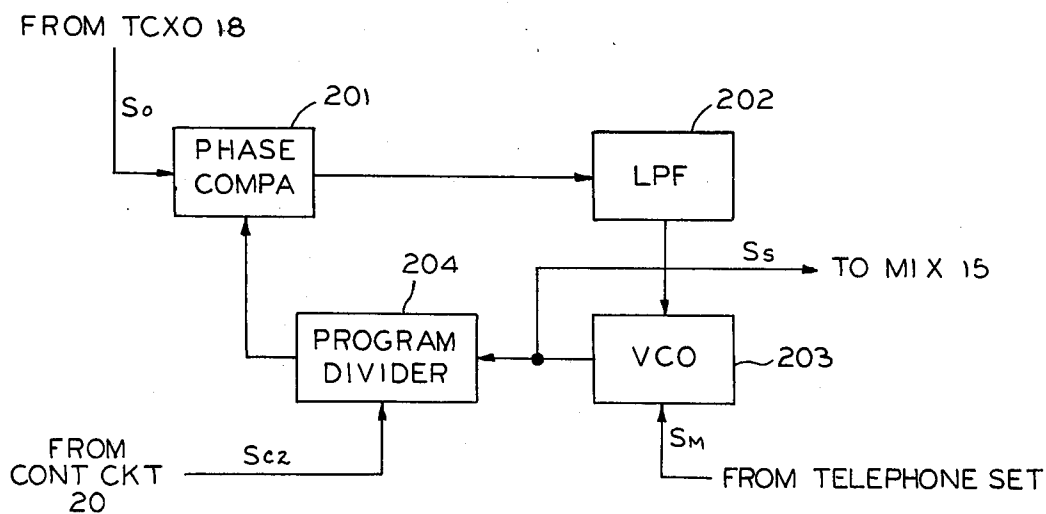 FROM TCXO 18
So
201
PHASE
COMPA
202
LPF
204
Ss
TO MIX 15
PROGRAM
DIVIDER
VCO
203
FROM
CONT CKT
20
Sc2
SM
FROM TELEPHONE SET